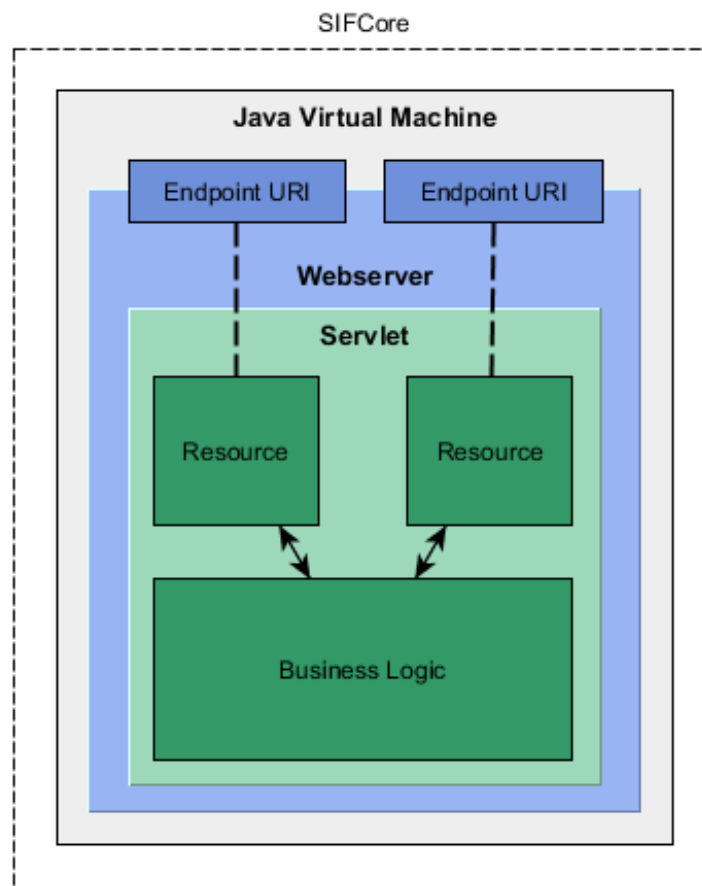 SIFCore
Java Virtual Machine
Endpoint URI
Endpoint URI
Webserver
Servlet
Resource
Resource
Business Logic